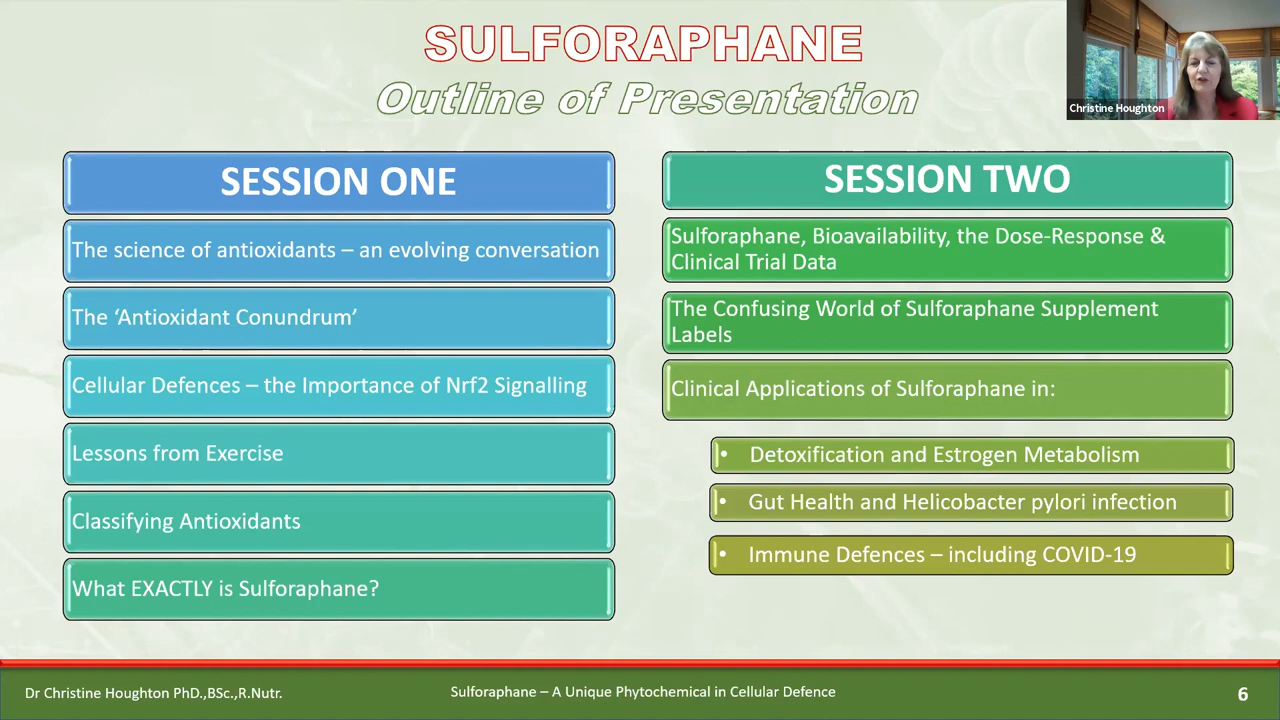 SULFORAPHANE
Outline of Presentation
Christine Houghton
SESSION ONE
The science of antioxidants – an evolving conversation
The ‘Antioxidant Conundrum’
Cellular Defences – the Importance of Nrf2 Signalling
Lessons from Exercise
Classifying Antioxidants
What EXACTLY is Sulforaphane?
SESSION TWO
Sulforaphane, Bioavailability, the Dose-Response &
Clinical Trial Data
The Confusing World of Sulforaphane Supplement
Labels
Clinical Applications of Sulforaphane in:
• Detoxification and Estrogen Metabolism
• Gut Health and Helicobacter pylori infection
• Immune Defences – including COVID-19
Dr Christine Houghton PhD.,BSc.,R.Nutr.
Sulforaphane – A Unique Phytochemical in Cellular Defence
6